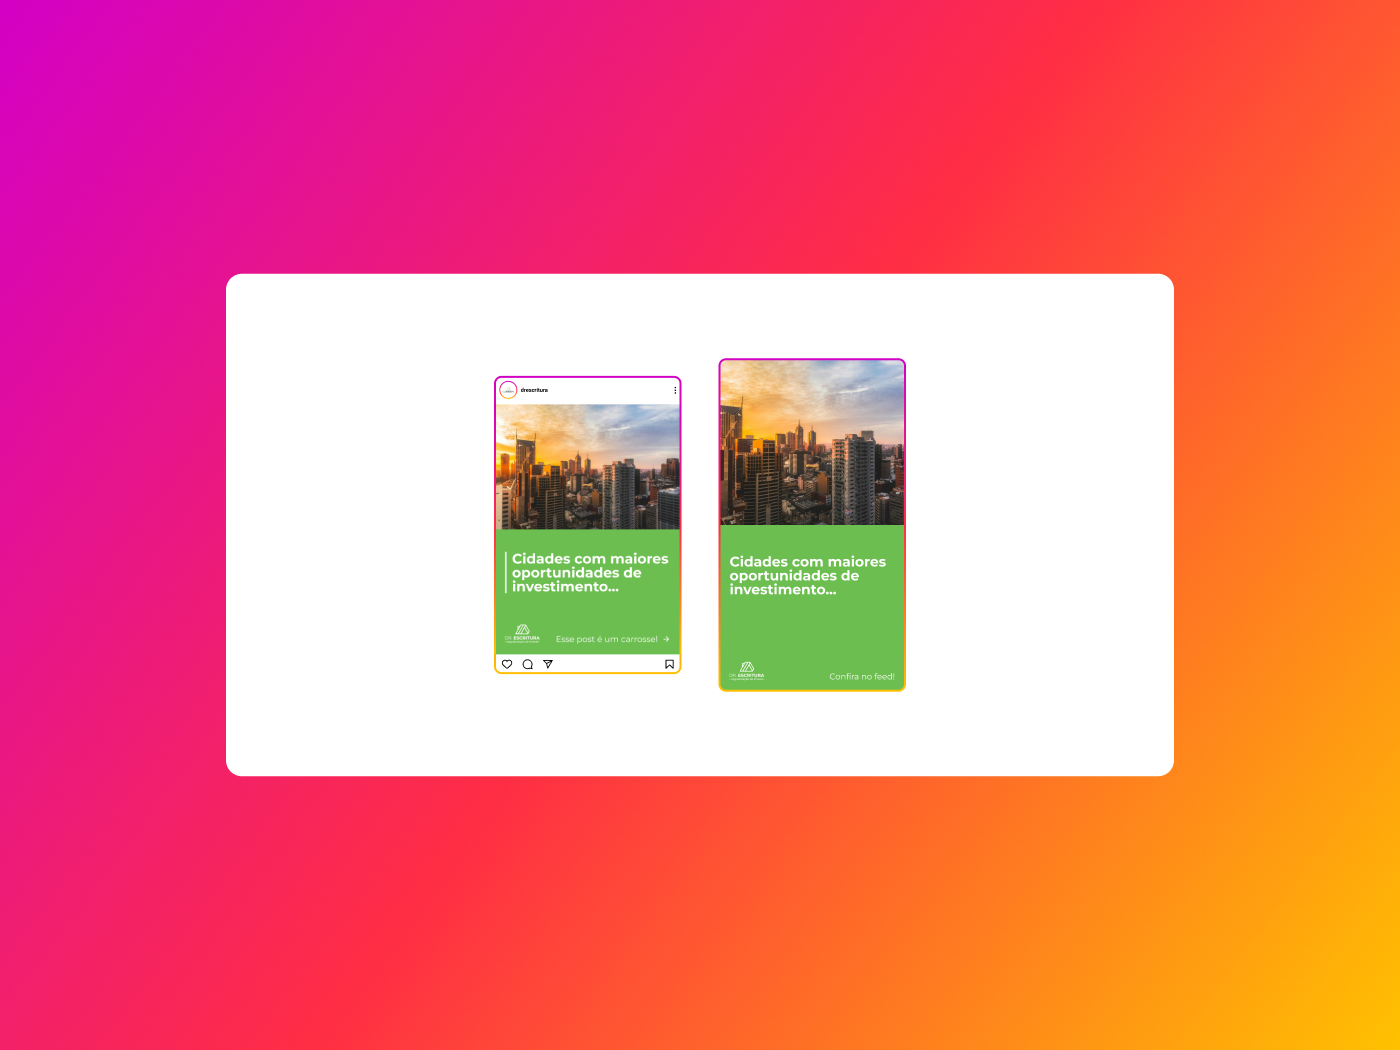 drescritura
Cidades com maiores
oportunidades de
investimento...
DR. ESCRITURA
Esse post é um carrossel
Cidades com maiores
oportunidades de
investimento...
DR. ESCRITURA
Confira no feed!